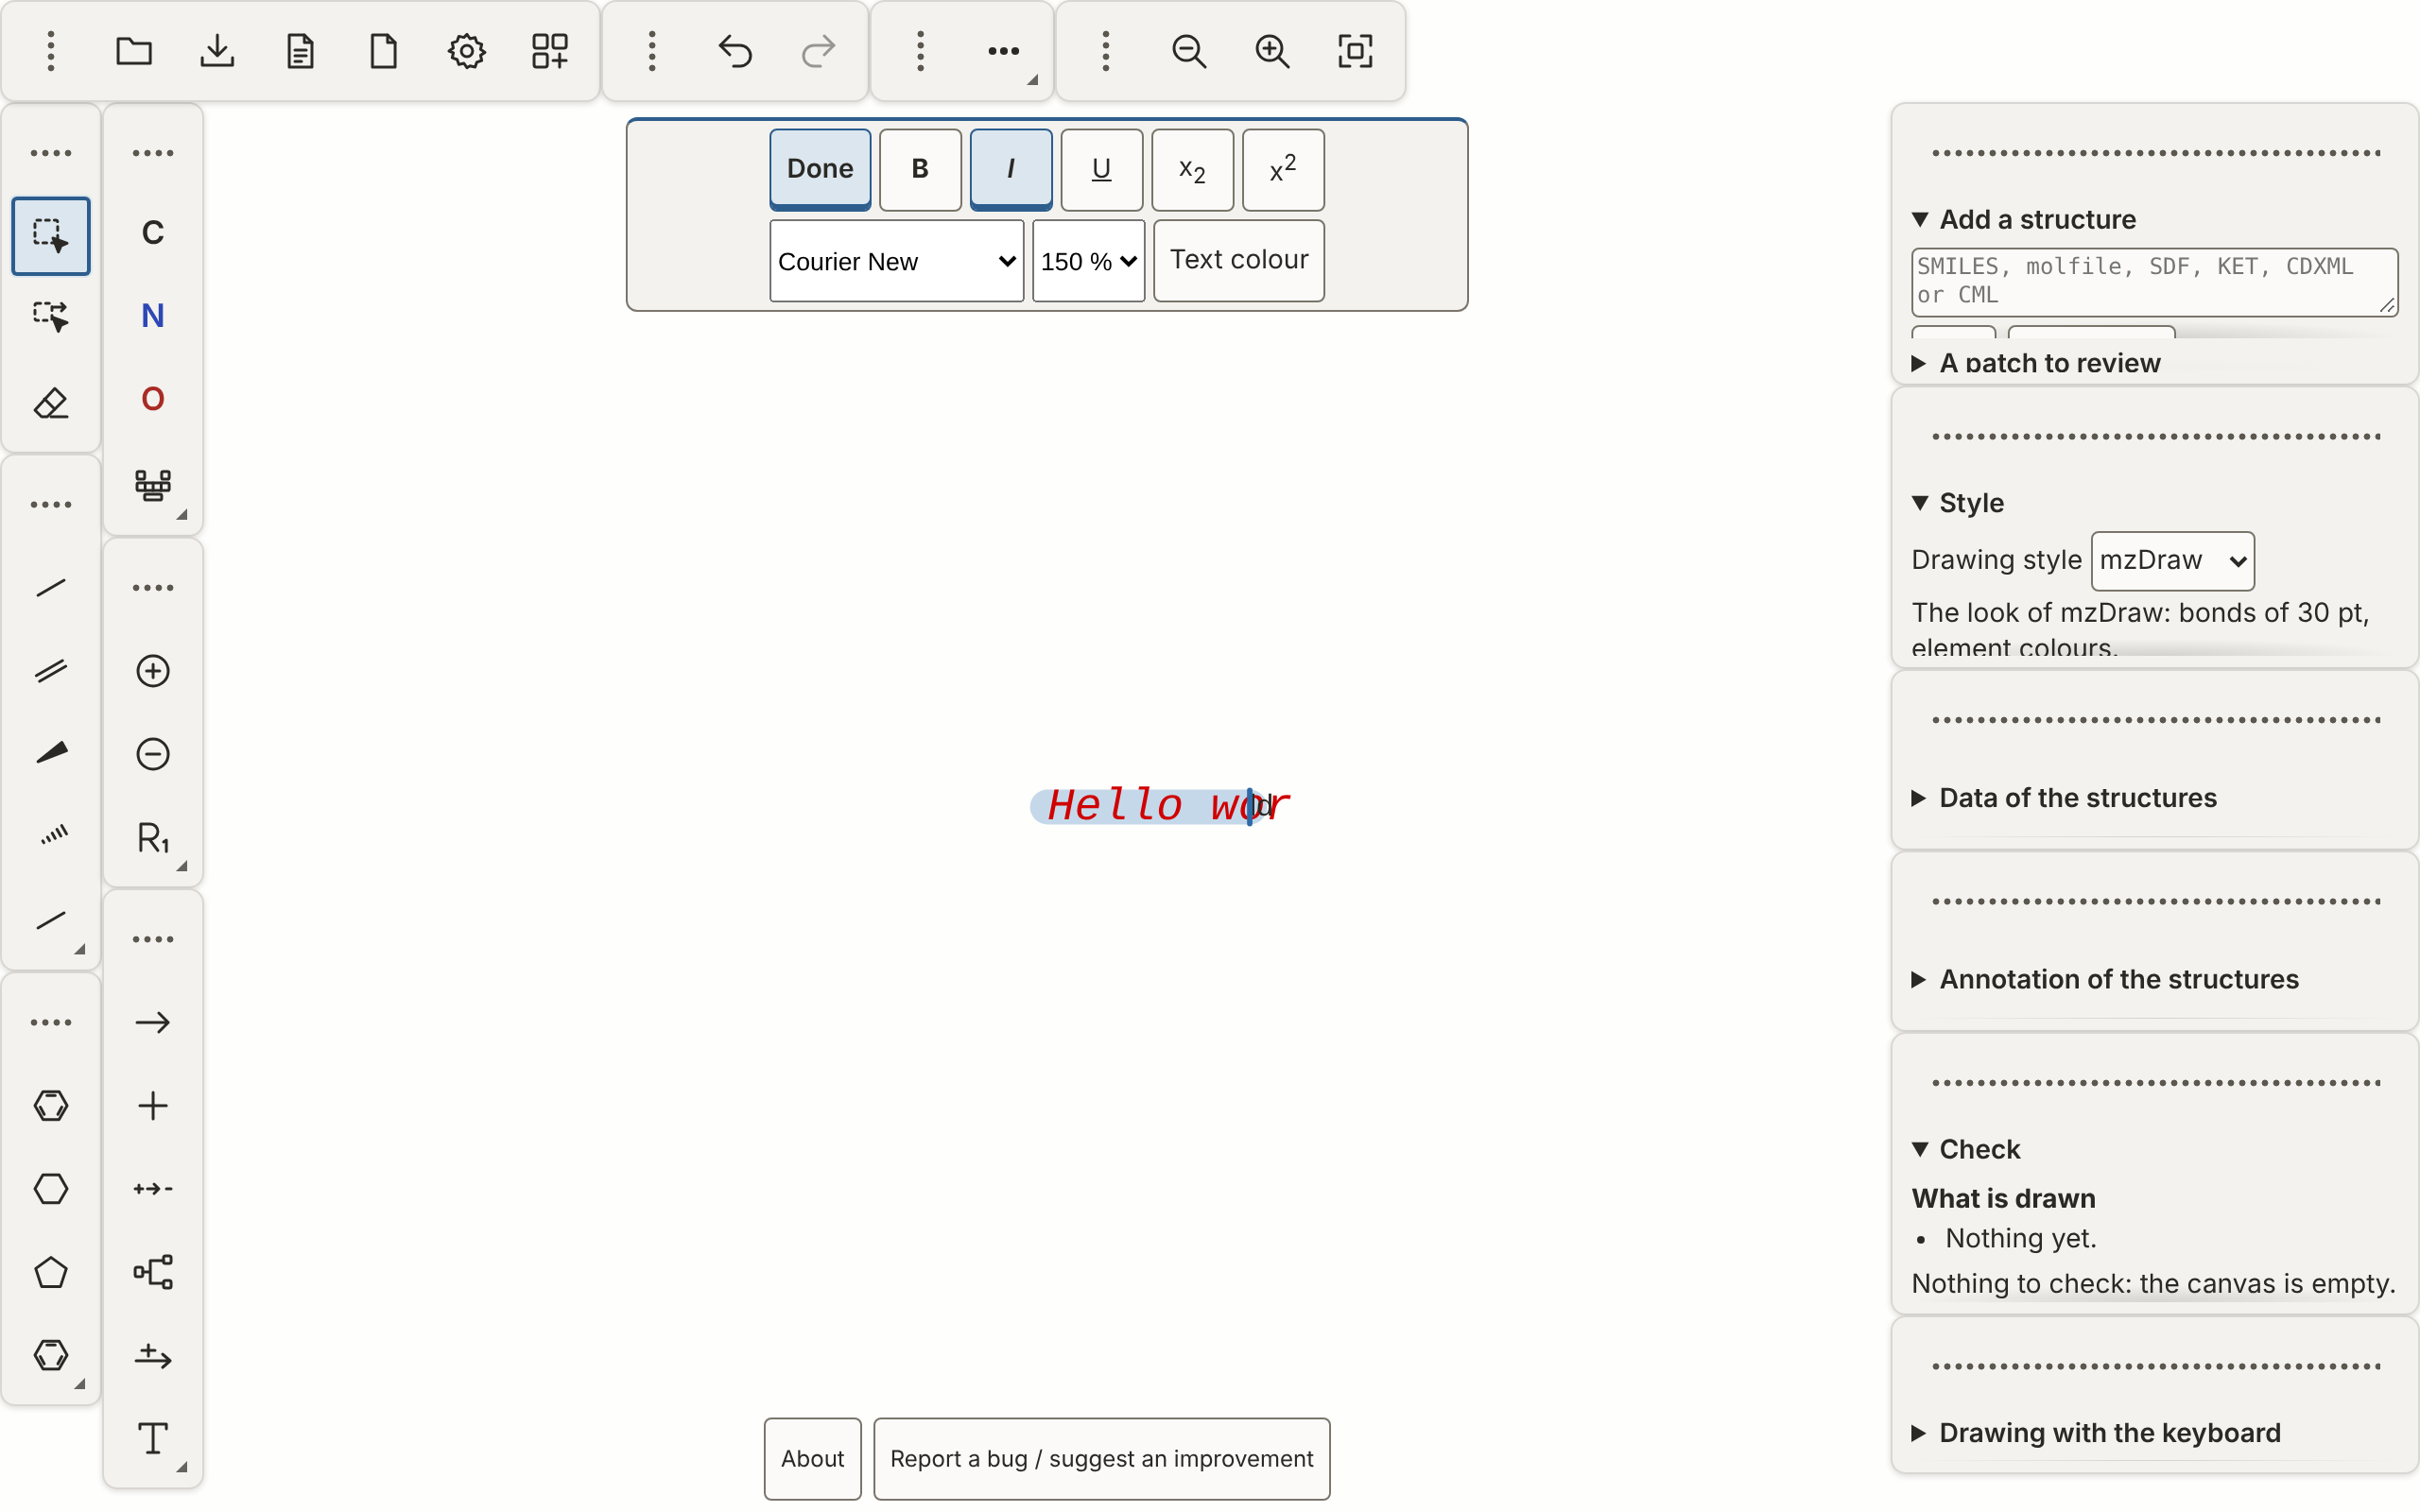 Done B I U x2 x2
Courier New 150 % Text colour
C
N
O
R1
T
Hello world
Add a structure
SMILES, molfile, SDF, KET, CDXML
or CML
A patch to review
Style
Drawing style mzDraw
The look of mzDraw: bonds of 30 pt,
element colours.
Data of the structures
Annotation of the structures
Check
What is drawn
• Nothing yet.
Nothing to check: the canvas is empty.
Drawing with the keyboard
About Report a bug / suggest an improvement